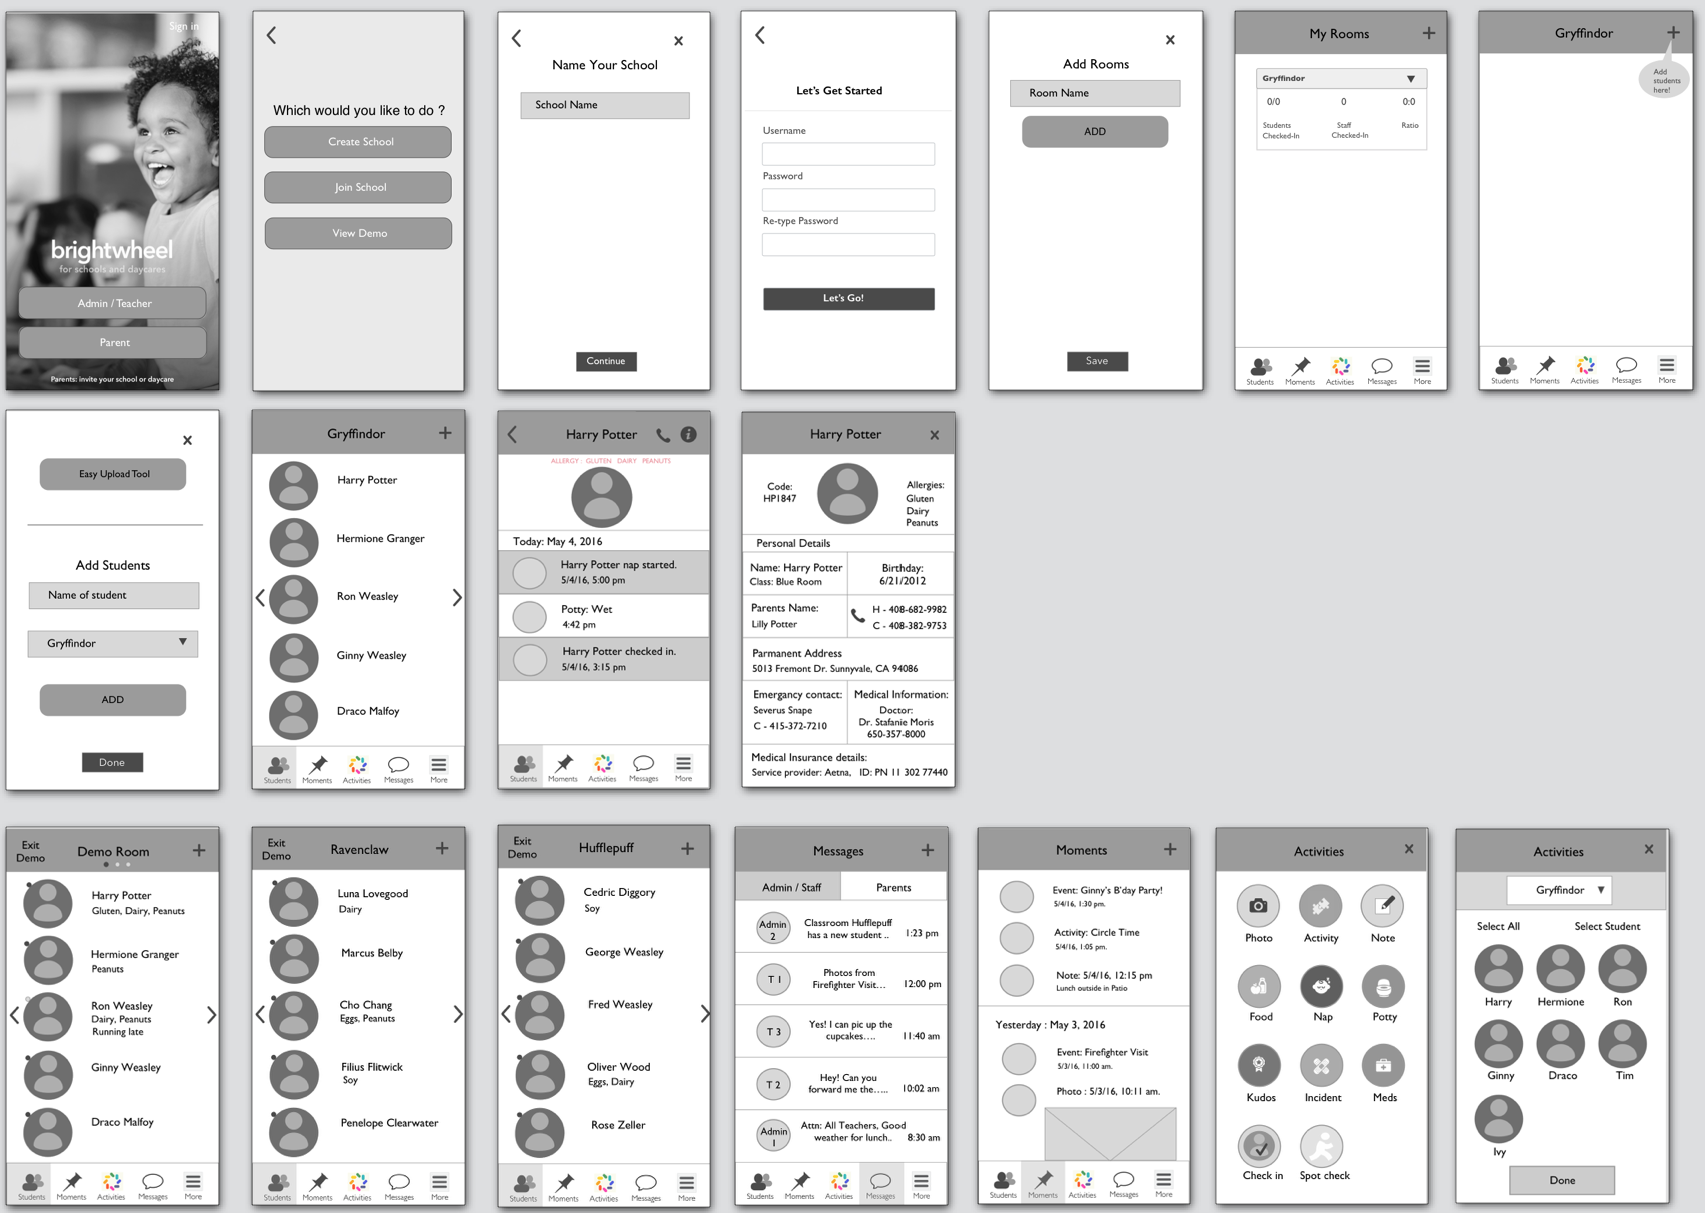 Sign in
brightwheel
for schools and daycares
Admin / Teacher
Parent
Parents: invite your school or daycare
Which would you like to do ?
Create School
Join School
View Demo
x
Name Your School
School Name
Continue
Let's Get Started
Username
Password
Re-type Password
Let's Go!
x
Add Rooms
Room Name
ADD
Save
My Rooms +
Gryffindor
0/0 0 0:0
Students Staff Ratio
Checked-In Checked-In
Students Moments Activities Messages More
Gryffindor +
Add
students
here!
Students Moments Activities Messages More
x
Easy Upload Tool
Add Students
Name of student
Gryffindor
ADD
Done
Gryffindor +
Harry Potter
Hermione Granger
Ron Weasley
Ginny Weasley
Draco Malfoy
Students Moments Activities Messages More
Harry Potter i
ALLERGY: GLUTEN DAIRY PEANUTS
Today: May 4, 2016
Harry Potter nap started.
5/4/16, 5:00 pm
Potty: Wet
4:42 pm
Harry Potter checked in.
5/4/16, 3:15 pm
Students Moments Activities Messages More
Harry Potter x
Code:
HP1847
Allergies:
Gluten
Dairy
Peanuts
Personal Details
Name: Harry Potter
Class: Blue Room
Birthday:
6/21/2012
Parents Name:
Lilly Potter
H - 408-682-9982
C - 408-382-9753
Parmanent Address
5013 Fremont Dr. Sunnyvale, CA 94086
Emergancy contact:
Severus Snape
C - 415-372-7210
Medical Information:
Doctor:
Dr. Stafanie Moris
650-357-8000
Medical Insurance details:
Service provider: Aetna, ID: PN 11 302 77440
Exit
Demo
Demo Room +
Harry Potter
Gluten, Dairy, Peanuts
Hermione Granger
Peanuts
Ron Weasley
Dairy, Peanuts
Running late
Ginny Weasley
Draco Malfoy
Students Moments Activities Messages More
Exit
Demo
Ravenclaw +
Luna Lovegood
Dairy
Marcus Belby
Cho Chang
Eggs, Peanuts
Filius Flitwick
Soy
Penelope Clearwater
Students Moments Activities Messages More
Exit
Demo
Hufflepuff +
Cedric Diggory
Soy
George Weasley
Fred Weasley
Oliver Wood
Eggs, Dairy
Rose Zeller
Students Moments Activities Messages More
Messages +
Admin / Staff Parents
Admin
2
Classroom Hufflepuff
has a new student ..
1:23 pm
T 1
Photos from
Firefighter Visit...
12:00 pm
T 3
Yes! I can pic up the
cupcakes....
11:40 am
T 2
Hey! Can you
forward me the.....
10:02 am
Admin
1
Attn: All Teachers, Good
weather for lunch..
8:30 am
Students Moments Activities Messages More
Moments +
Event: Ginny's B'day Party!
5/4/16, 1:30 pm.
Activity: Circle Time
5/4/16, 1:05 pm.
Note: 5/4/16, 12:15 pm
Lunch outside in Patio
Yesterday : May 3, 2016
Event: Firefighter Visit
5/3/16, 11:00 am.
Photo : 5/3/16, 10:11 am.
Students Moments Activities Messages More
Activities x
Photo Activity Note
Food Nap Potty
Kudos Incident Meds
Check in Spot check
Activities x
Gryffindor
Select All Select Student
Harry Hermione Ron
Ginny Draco Tim
Ivy
Done